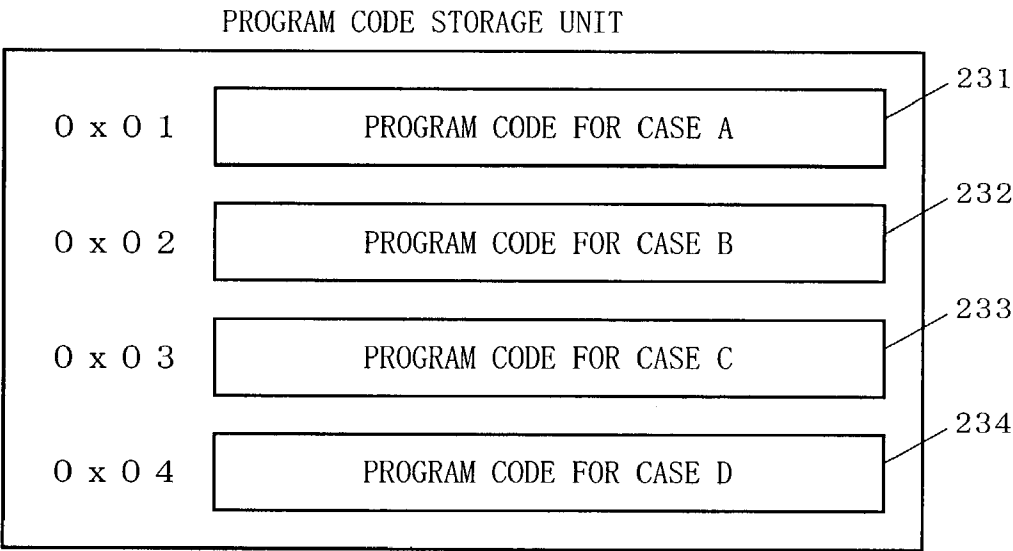 PROGRAM CODE STORAGE UNIT
231
0x01 PROGRAM CODE FOR CASE A
232
0x02 PROGRAM CODE FOR CASE B
233
0x03 PROGRAM CODE FOR CASE C
234
0x04 PROGRAM CODE FOR CASE D